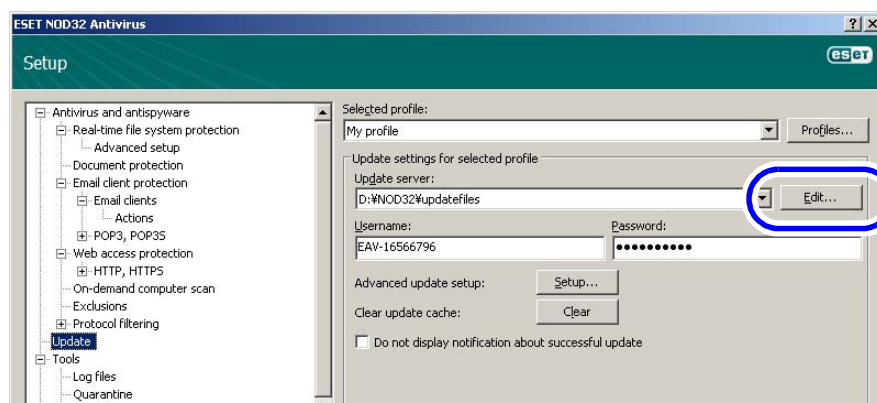 ESET NOD32 Antivirus
Setup
eset
Antivirus and antispyware
Real-time file system protection
Advanced setup
Document protection
Email client protection
Email clients
Actions
POP3, POP3S
Web access protection
HTTP, HTTPS
On-demand computer scan
Exclusions
Protocol filtering
Update
Tools
Log files
Quarantine
Selected profile:
My profile
Profiles...
Update settings for selected profile
Update server:
D:¥NOD32¥updatefiles
Edit...
Username: Password:
EAV-16566796 ●●●●●●●●●●
Advanced update setup: Setup...
Clear update cache: Clear
Do not display notification about successful update